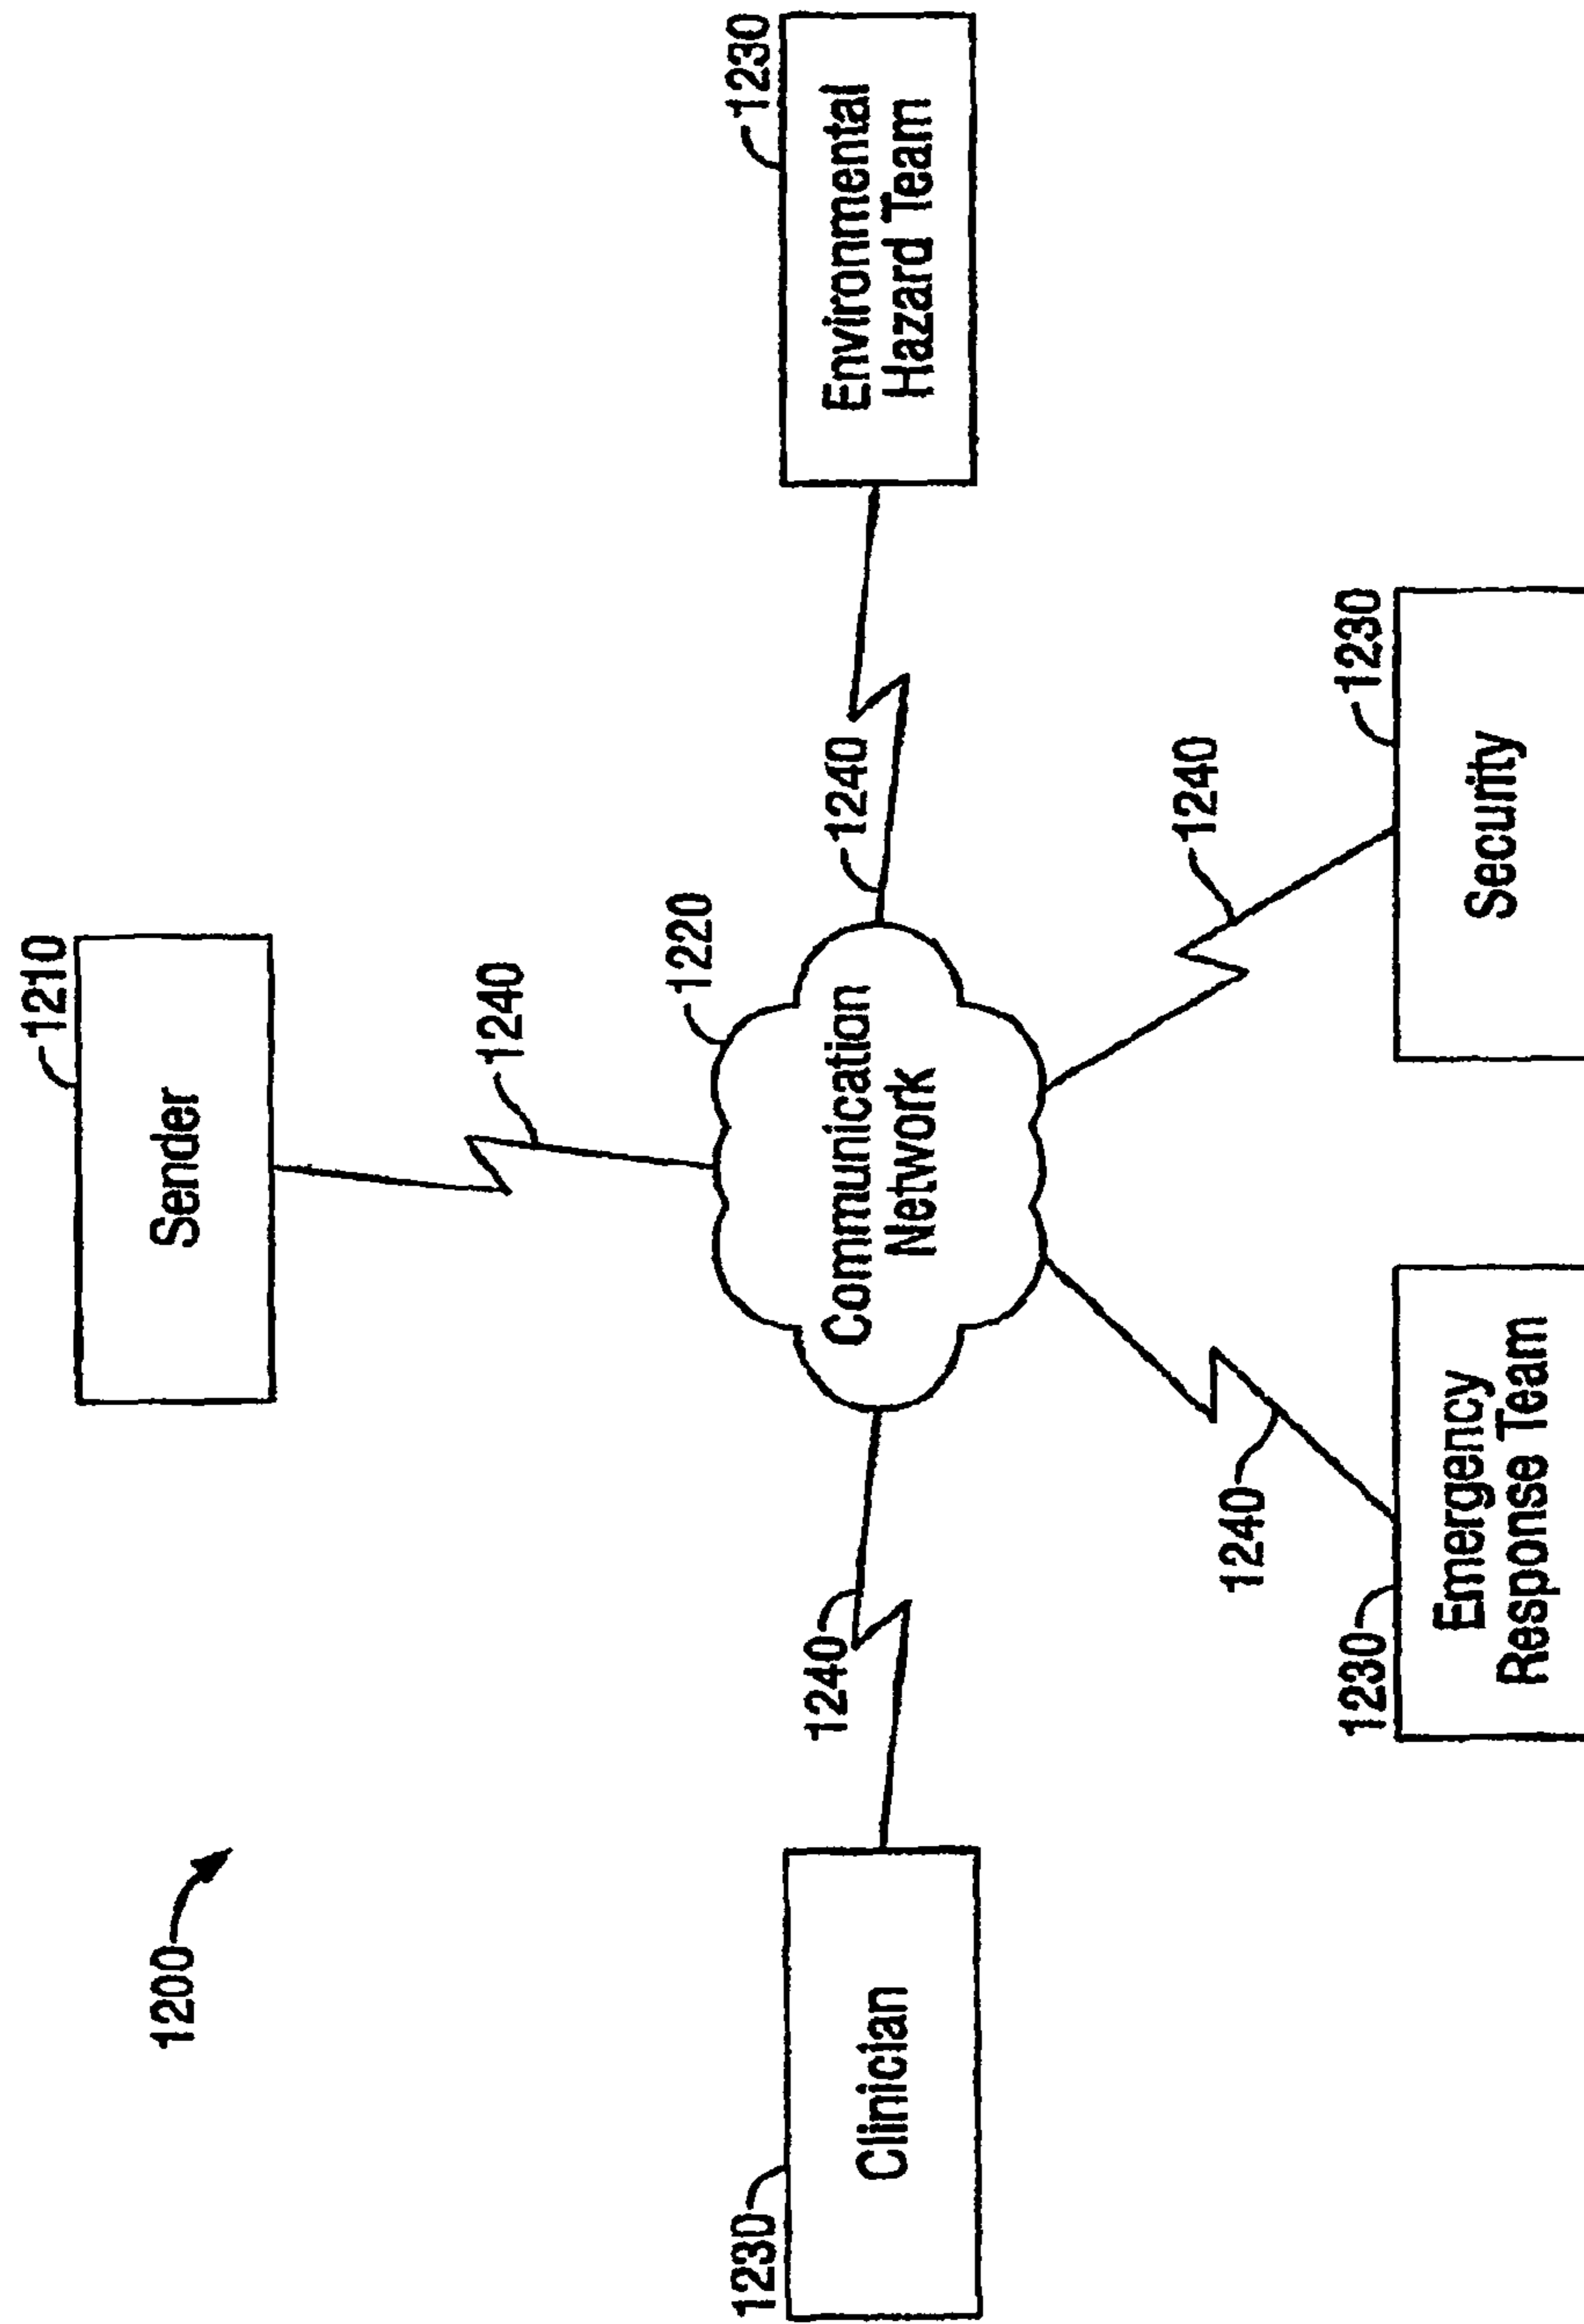 1210
1200
Sender
1240
1220
1230
Clinician
1240
Communication
Network
1240
1230
Environmental
Hazard Team
1240
1240
1230
Emergency
Response Team
1230
Security